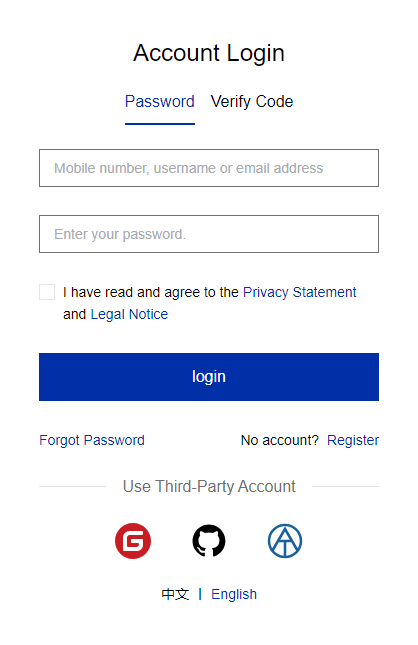 Account Login
Password Verify Code
Mobile number, username or email address
Enter your password.
I have read and agree to the Privacy Statement
and Legal Notice
login
Forgot Password No account? Register
Use Third-Party Account
G
中文 | English